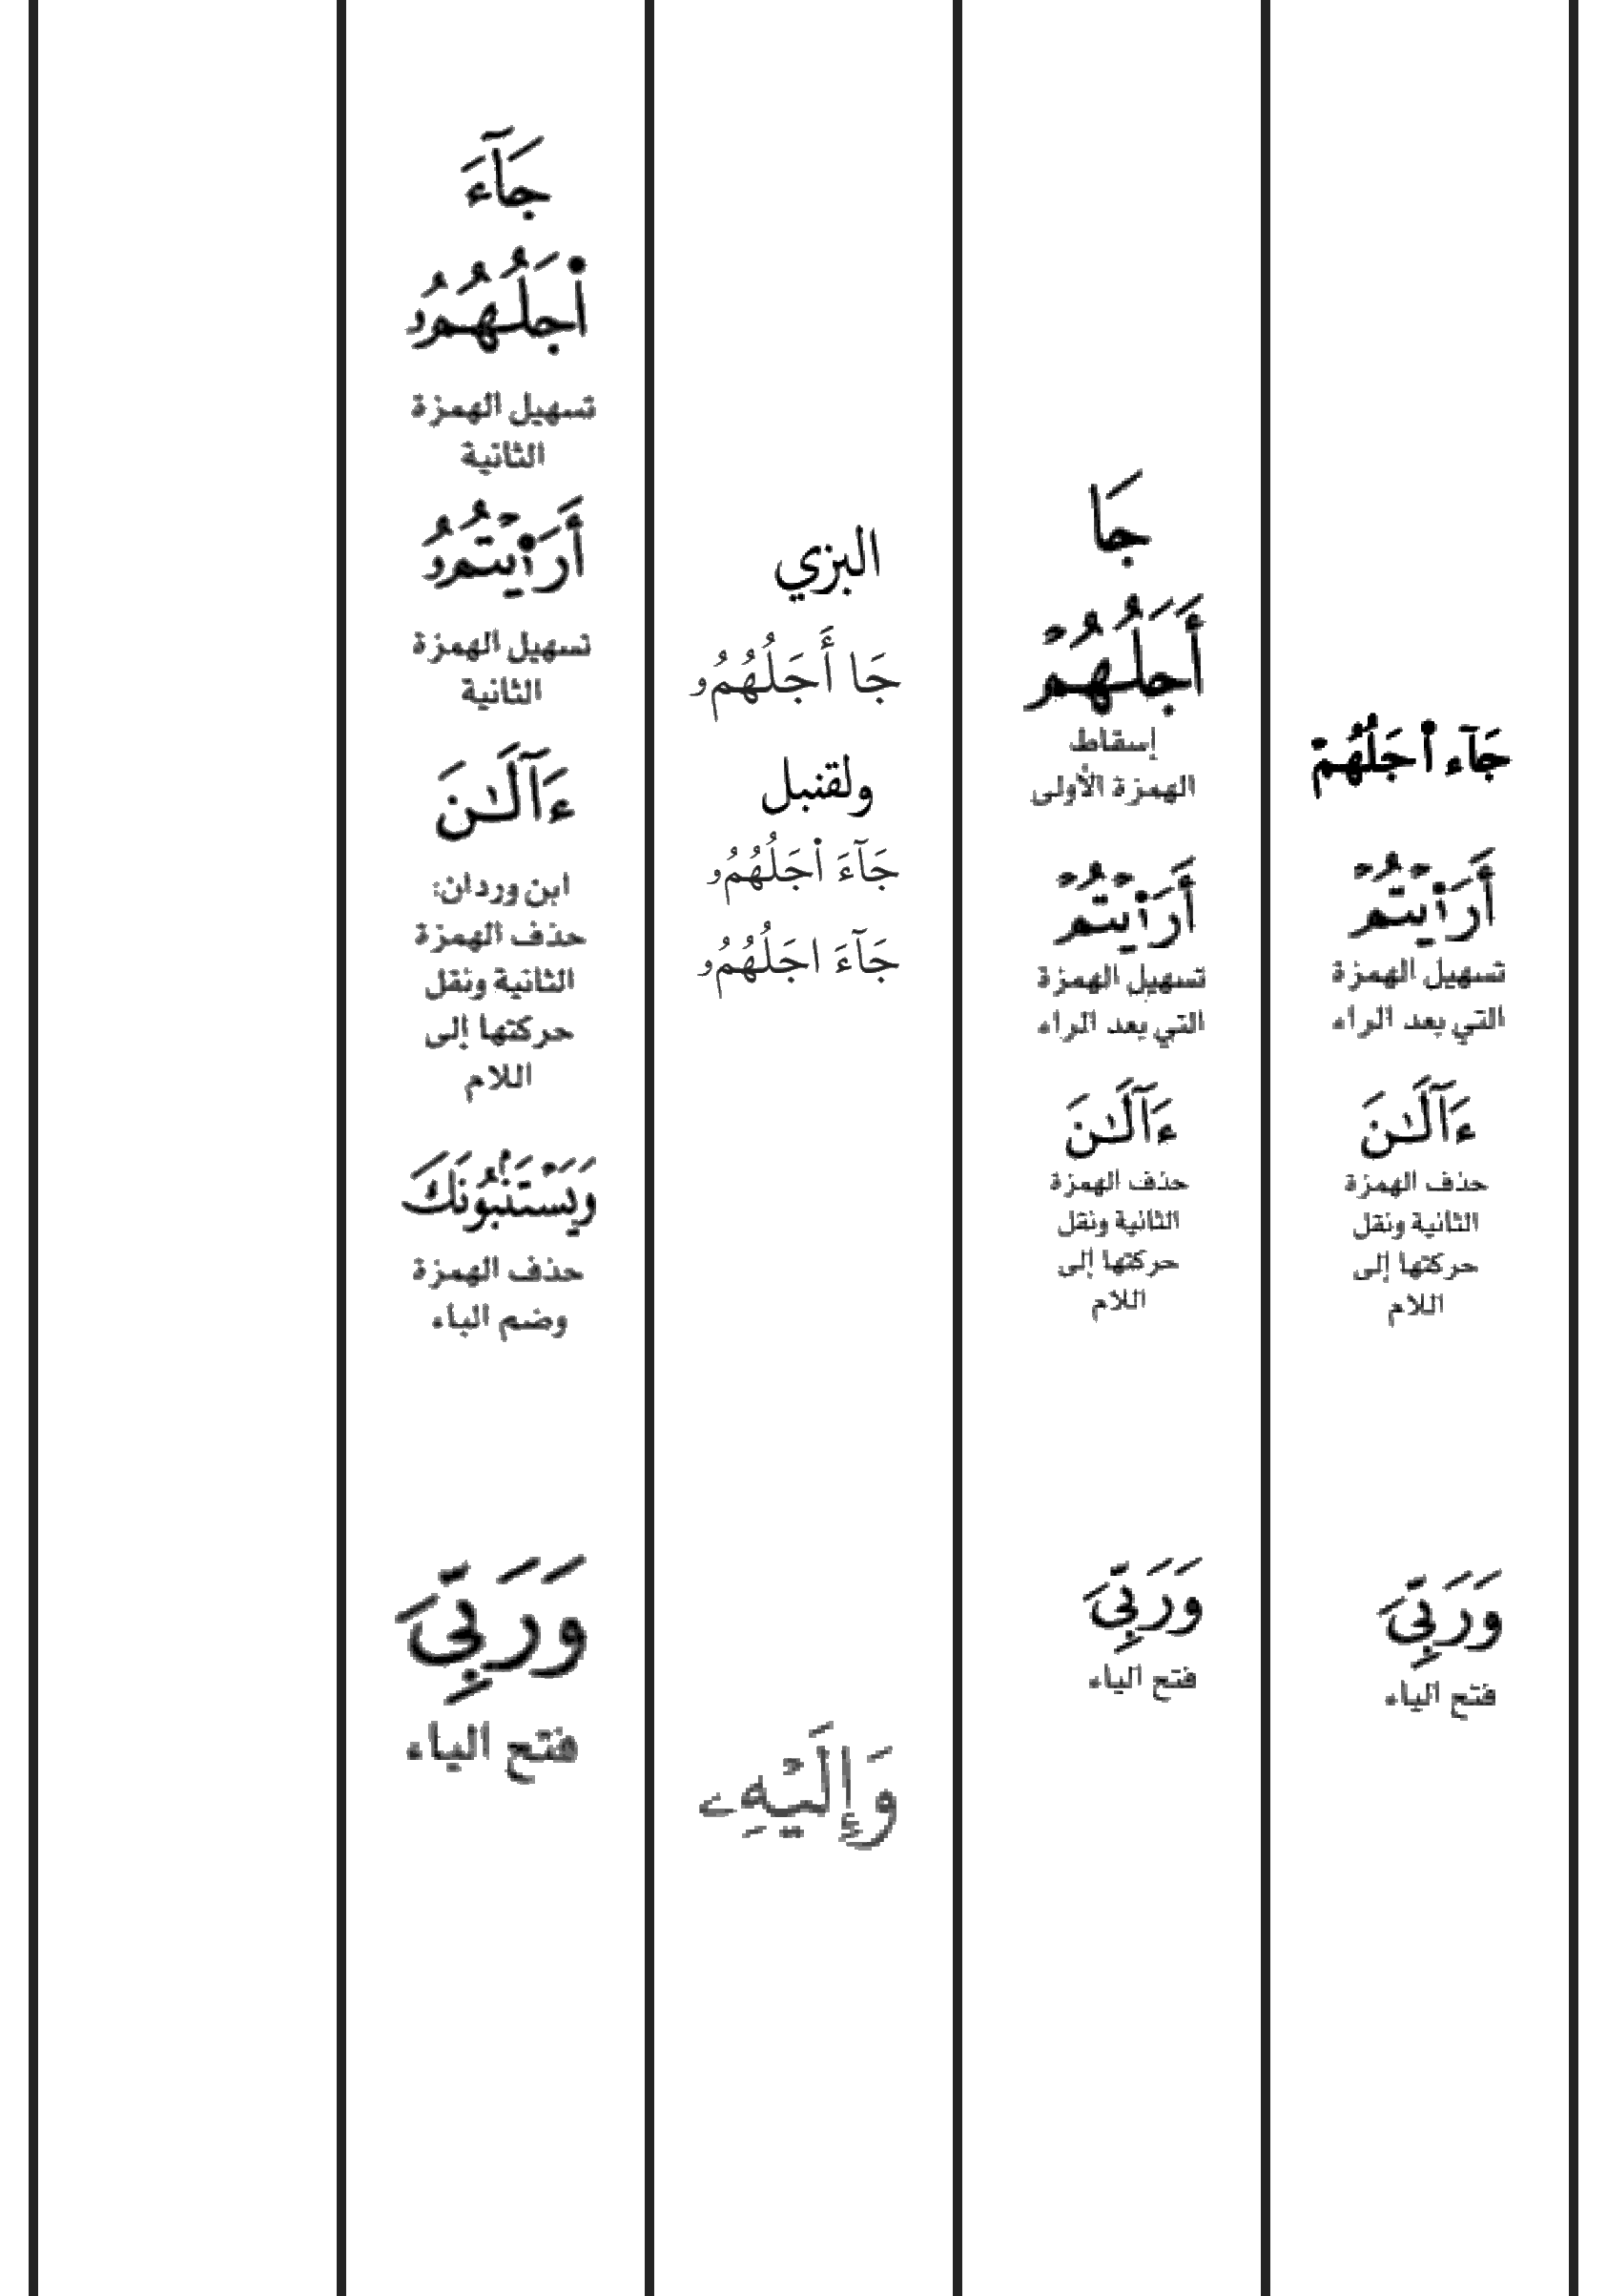 جَآء اَ۬جَلُهُمۡ
أَرَا۬يۡتُمۡ
تسهيل الهمزة
التي بعد الراء
ءَآلَٰنَ
حذف الهمزة
الثانية ونقل
حركتها إلى
اللام
وَرَبِّيَ
فتح الياء
جَا
أَجَلُهُمۡ
إسقاط
الهمزة الأولى
أَرَا۬يۡتُمۡ
تسهيل الهمزة
التي بعد الراء
ءَآلَٰنَ
حذف الهمزة
الثانية ونقل
حركتها إلى
اللام
وَرَبِّيَ
فتح الياء
البزي
جَا أَجَلُهُمُۥ
ولقنبل
جَآءَ ا۬جَلُهُمُۥ
جَآءَ اجَلُهُمُۥ
وَإِلَيۡهِۦ
جَآءَ
ا۬جَلُهُمُۥ
تسهيل الهمزة
الثانية
أَرَا۬يۡتُمُۥ
تسهيل الهمزة
الثانية
ءَآلَٰنَ
ابن وردان:
حذف الهمزة
الثانية ونقل
حركتها إلى
اللام
وَيَسۡتَنۢبُونَكَ
حذف الهمزة
وضم الباء
وَرَبِّيَ
فتح الياء